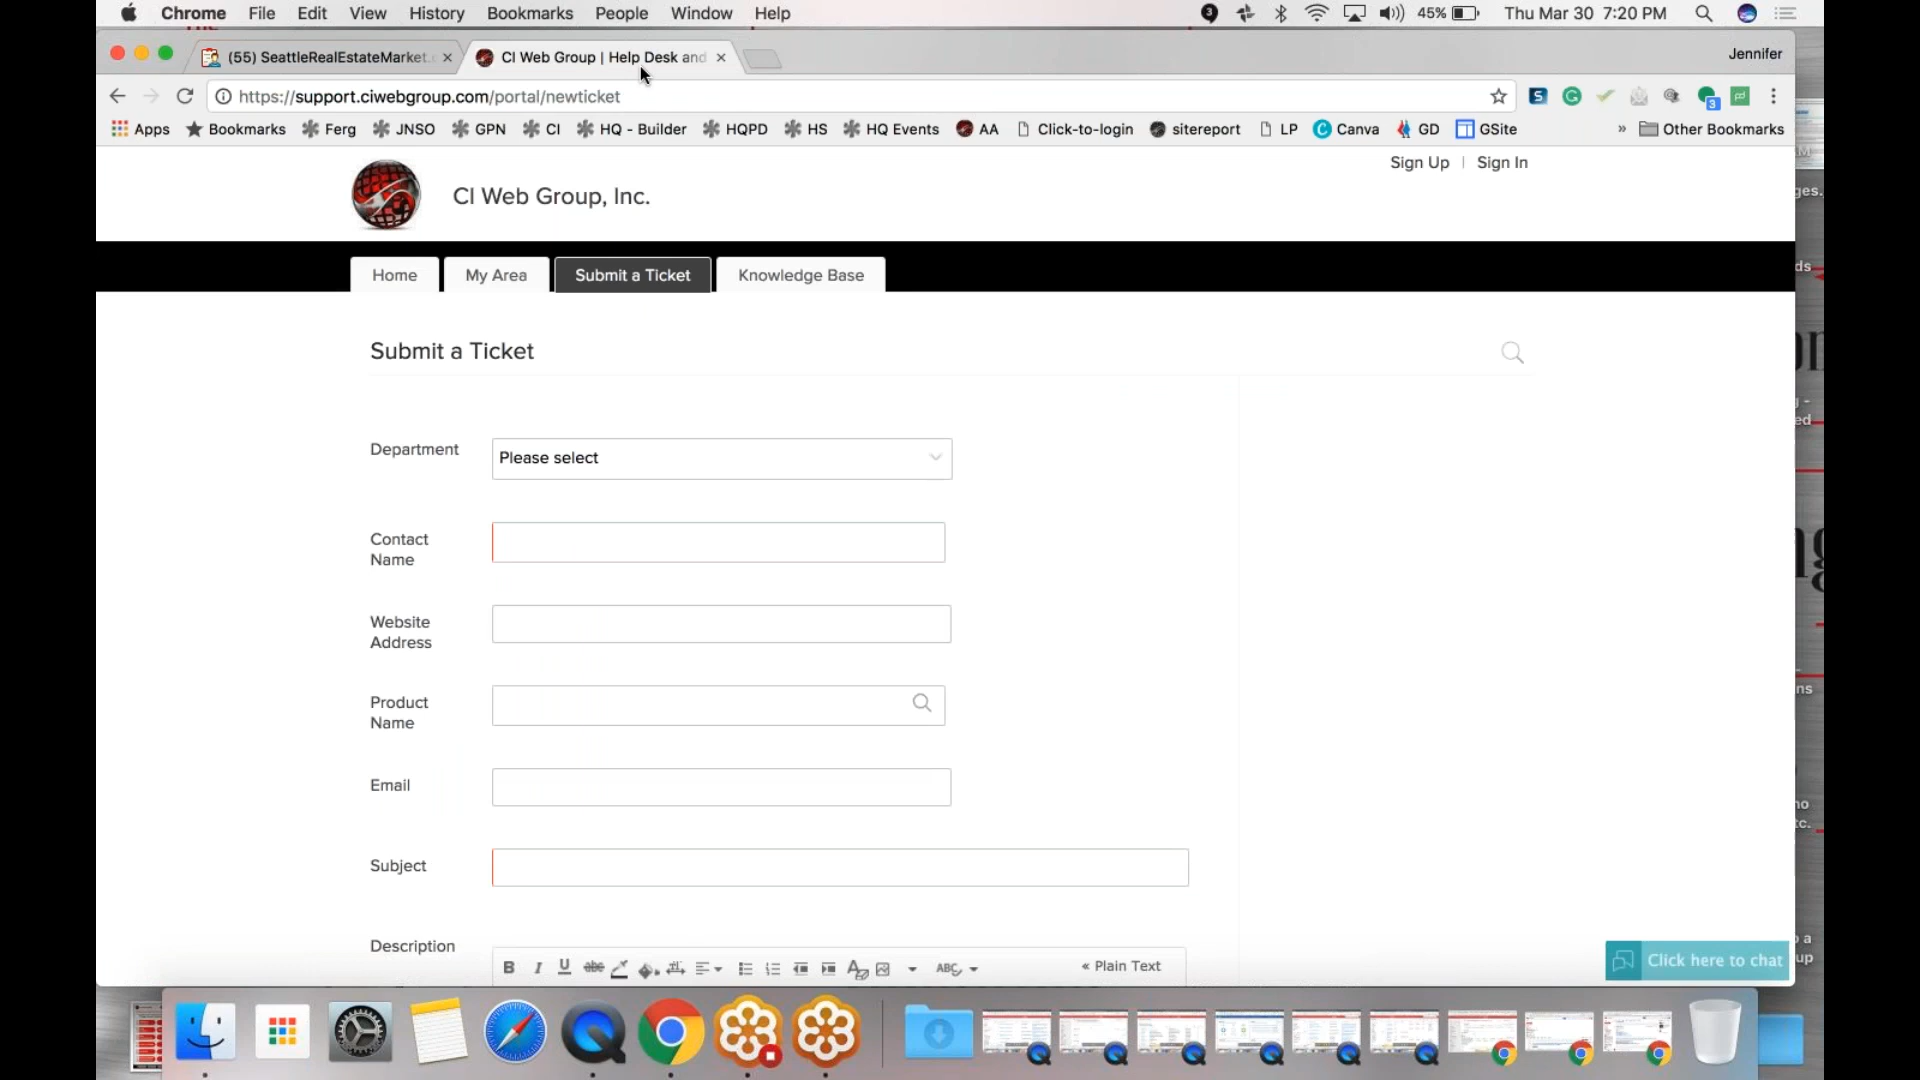 Chrome File Edit View History Bookmarks People Window Help 45% Thu Mar 30 7:20 PM
(55) SeattleRealEstateMarket. CI Web Group | Help Desk and Jennifer
https://support.ciwebgroup.com/portal/newticket
Apps Bookmarks Ferg JNSO GPN CI HQ - Builder HQPD HS HQ Events AA Click-to-login sitereport LP Canva GD GSite » Other Bookmarks
Sign Up | Sign In
CI Web Group, Inc.
Home My Area Submit a Ticket Knowledge Base
Submit a Ticket
Department Please select
Contact
Name
Website
Address
Product
Name
Email
Subject
Description
B I U abc ABC « Plain Text
Click here to chat